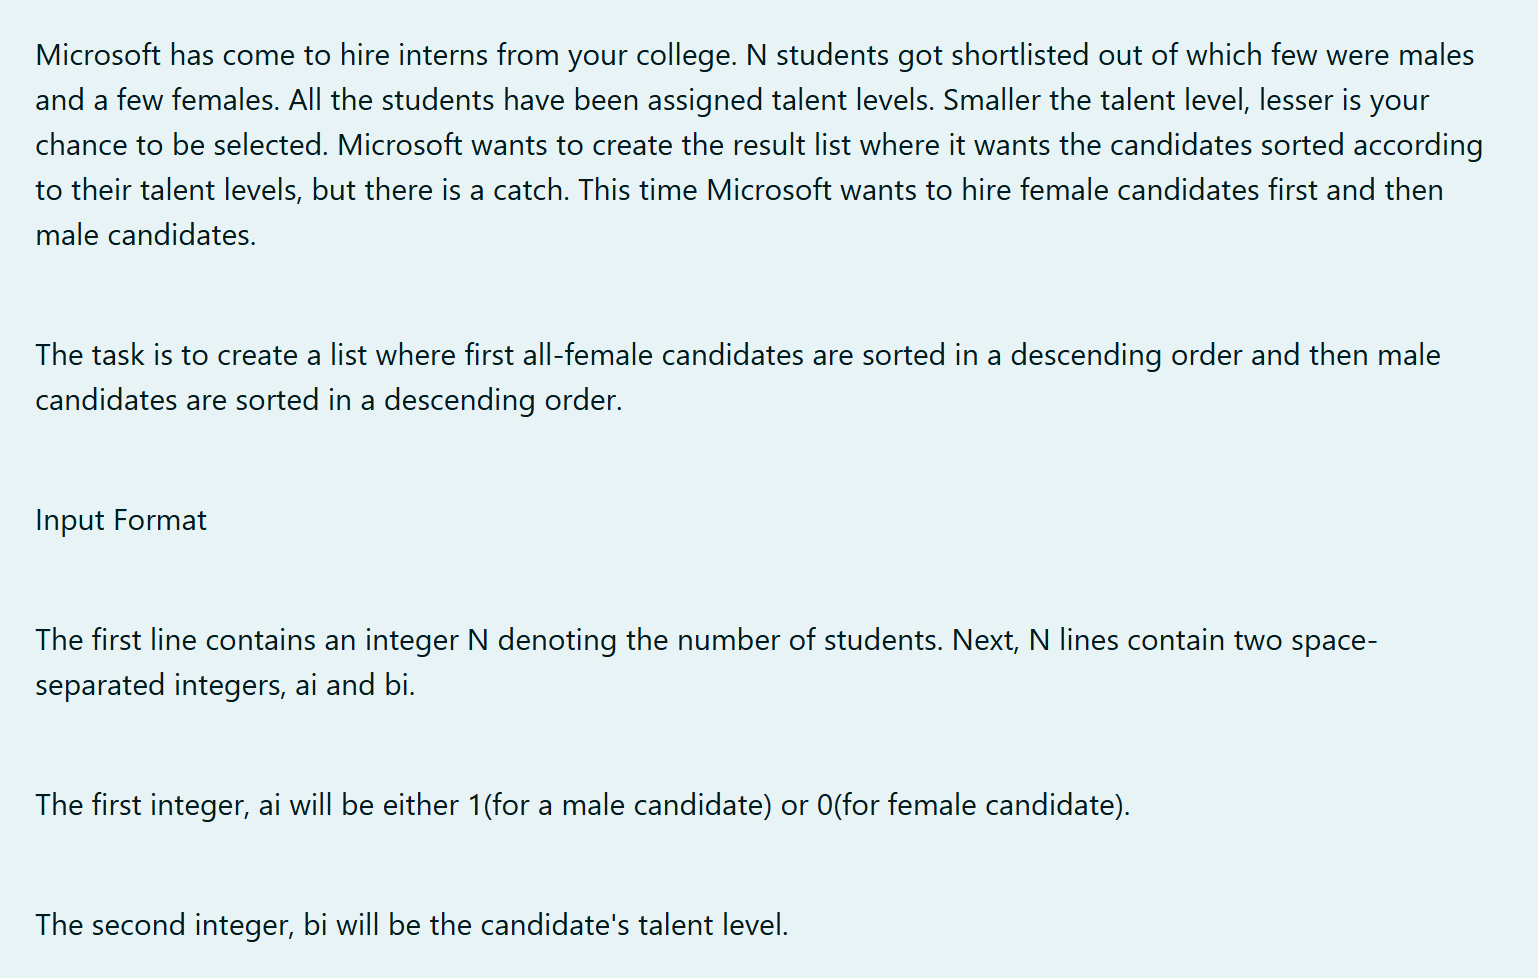 Microsoft has come to hire interns from your college. N students got shortlisted out of which few were males
and a few females. All the students have been assigned talent levels. Smaller the talent level, lesser is your
chance to be selected. Microsoft wants to create the result list where it wants the candidates sorted according
to their talent levels, but there is a catch. This time Microsoft wants to hire female candidates first and then
male candidates.
The task is to create a list where first all-female candidates are sorted in a descending order and then male
candidates are sorted in a descending order.
Input Format
The first line contains an integer N denoting the number of students. Next, N lines contain two space-
separated integers, ai and bi.
The first integer, ai will be either 1(for a male candidate) or 0(for female candidate).
The second integer, bi will be the candidate's talent level.